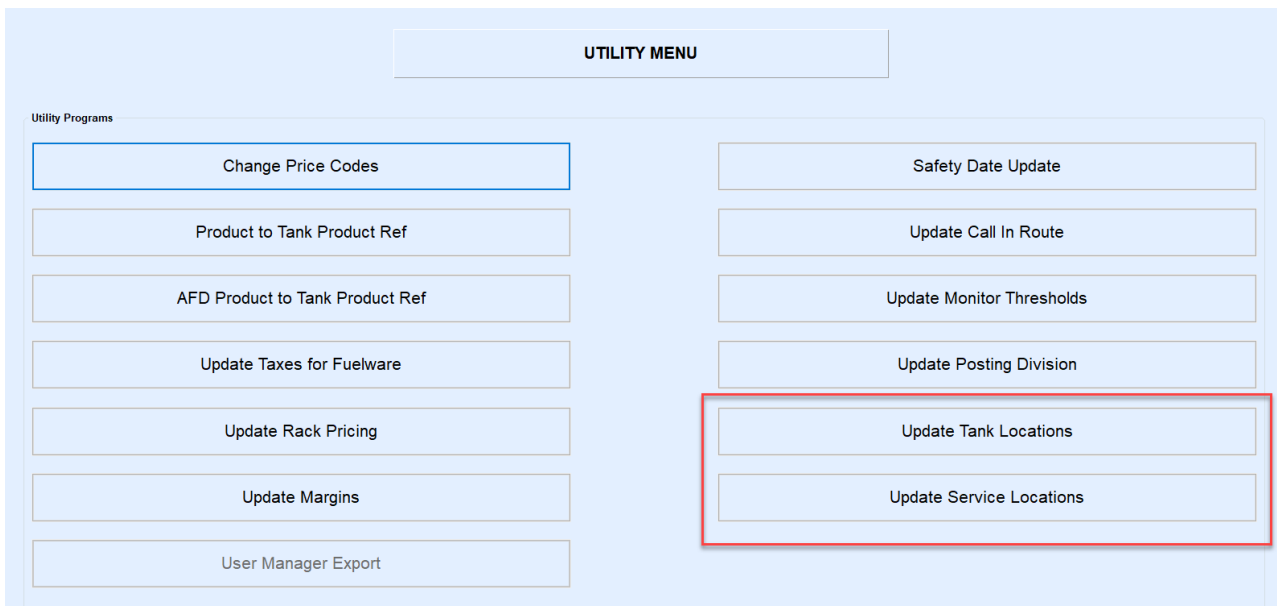 UTILITY MENU
Utility Programs
Change Price Codes
Safety Date Update
Product to Tank Product Ref
Update Call In Route
AFD Product to Tank Product Ref
Update Monitor Thresholds
Update Taxes for Fuelware
Update Posting Division
Update Rack Pricing
Update Tank Locations
Update Margins
Update Service Locations
User Manager Export